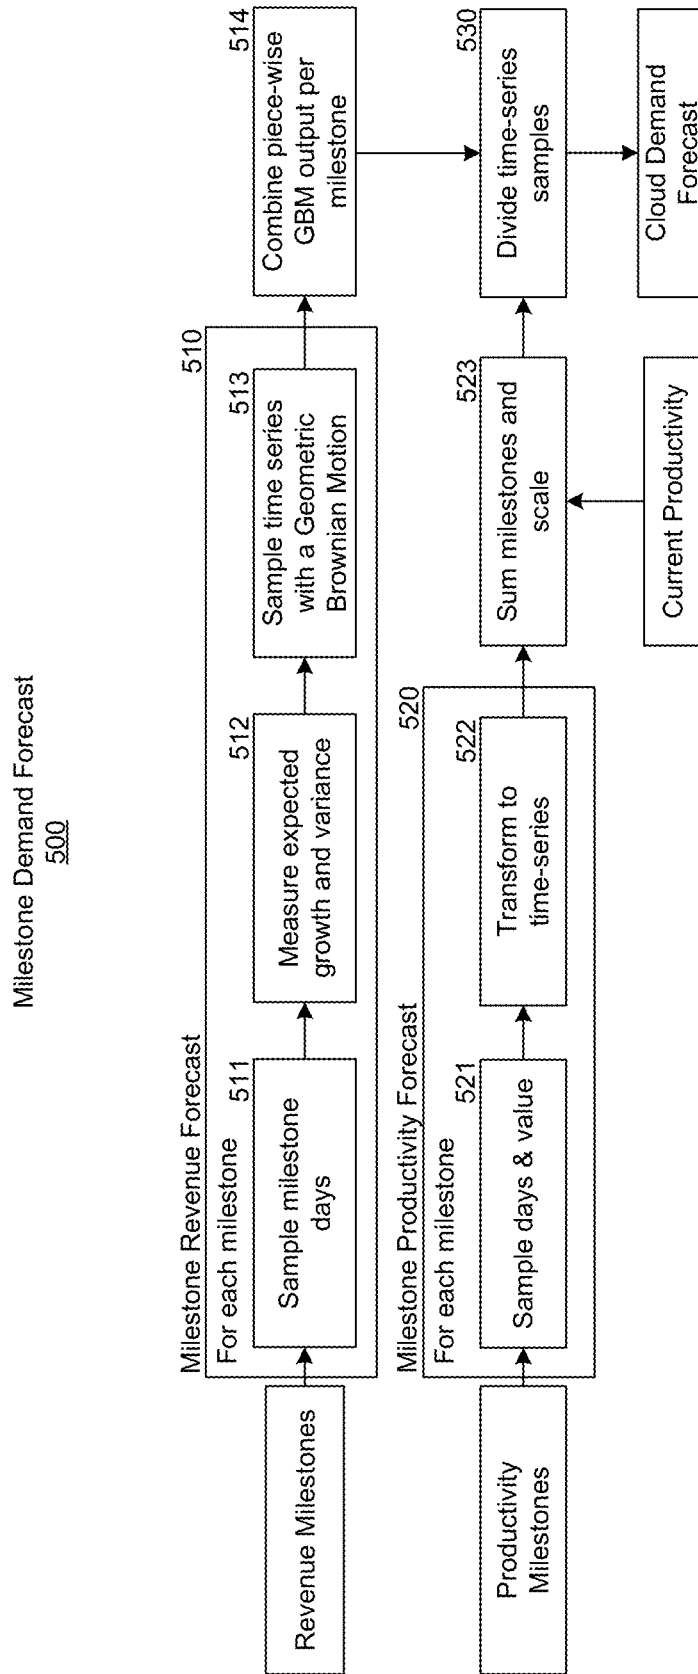 Milestone Demand Forecast
500
Milestone Revenue Forecast
510
For each milestone
Revenue Milestones
511
Sample milestone
days
512
Measure expected
growth and variance
513
Sample time series
with a Geometric
Brownian Motion
514
Combine piece-wise
GBM output per
milestone
Milestone Productivity Forecast
520
For each milestone
Productivity
Milestones
521
Sample days & value
522
Transform to
time-series
523
Sum milestones and
scale
530
Divide time-series
samples
Current Productivity
Cloud Demand
Forecast